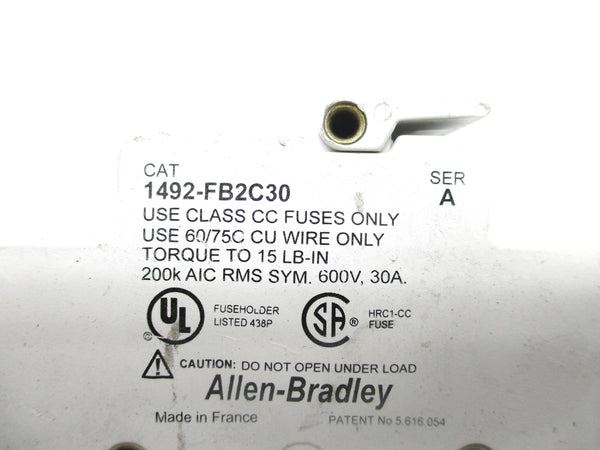 CAT
1492-FB2C30
SER
A
USE CLASS CC FUSES ONLY
USE 60/75C CU WIRE ONLY
TORQUE TO 15 LB-IN
200k AIC RMS SYM. 600V, 30A.
UL
®
FUSEHOLDER
LISTED 438P
SA
®
HRC1-CC
FUSE
CAUTION: DO NOT OPEN UNDER LOAD
Allen-Bradley
Made in France
PATENT No 5.616.054